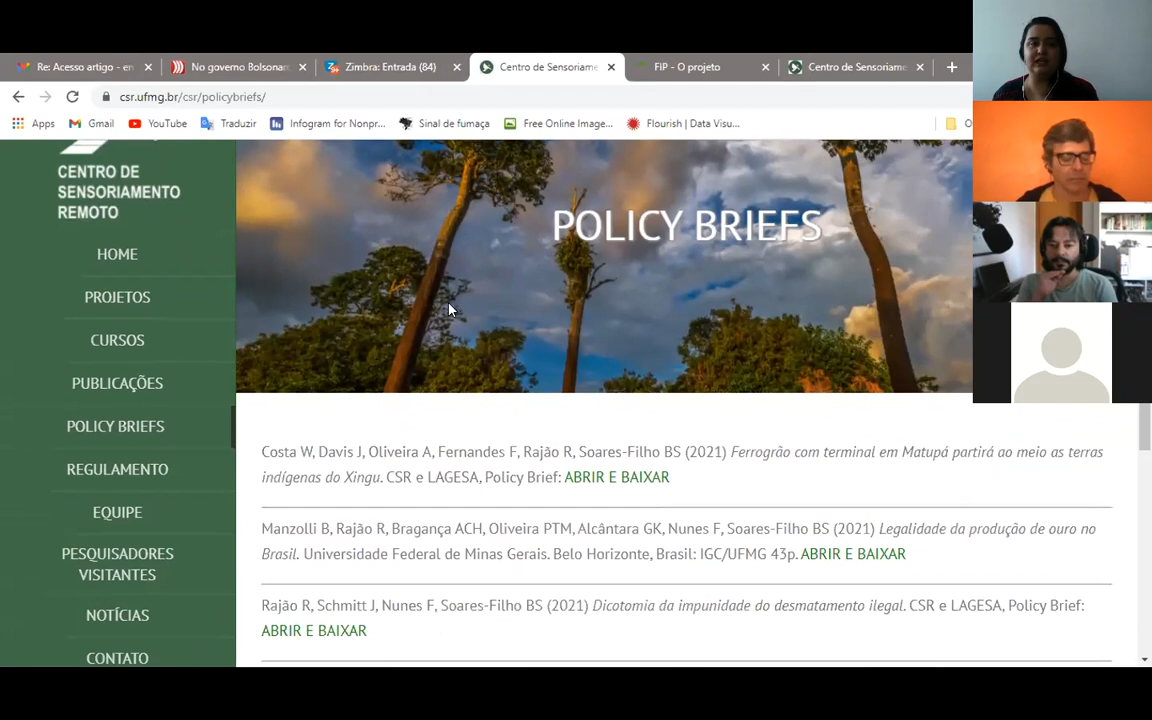 Re: Acesso artigo - en
No governo Bolsonar
Zimbra: Entrada (84)
Centro de Sensoriame
FIP - O projeto
Centro de Sensoriame
csr.ufmg.br/csr/policybriefs/
Apps
Gmail
YouTube
Traduzir
Infogram for Nonpr...
Sinal de fumaça
Free Online Image...
Flourish | Data Visu...
O
CENTRO DE
SENSORIAMENTO
REMOTO
HOME
PROJETOS
CURSOS
PUBLICAÇÕES
POLICY BRIEFS
REGULAMENTO
EQUIPE
PESQUISADORES
VISITANTES
NOTÍCIAS
CONTATO
POLICY BRIEFS
Costa W, Davis J, Oliveira A, Fernandes F, Rajão R, Soares-Filho BS (2021) Ferrogrão com terminal em Matupá partirá ao meio as terras
indígenas do Xingu. CSR e LAGESA, Policy Brief: ABRIR E BAIXAR
Manzolli B, Rajão R, Bragança ACH, Oliveira PTM, Alcântara GK, Nunes F, Soares-Filho BS (2021) Legalidade da produção de ouro no
Brasil. Universidade Federal de Minas Gerais. Belo Horizonte, Brasil: IGC/UFMG 43p. ABRIR E BAIXAR
Rajão R, Schmitt J, Nunes F, Soares-Filho BS (2021) Dicotomia da impunidade do desmatamento ilegal. CSR e LAGESA, Policy Brief:
ABRIR E BAIXAR